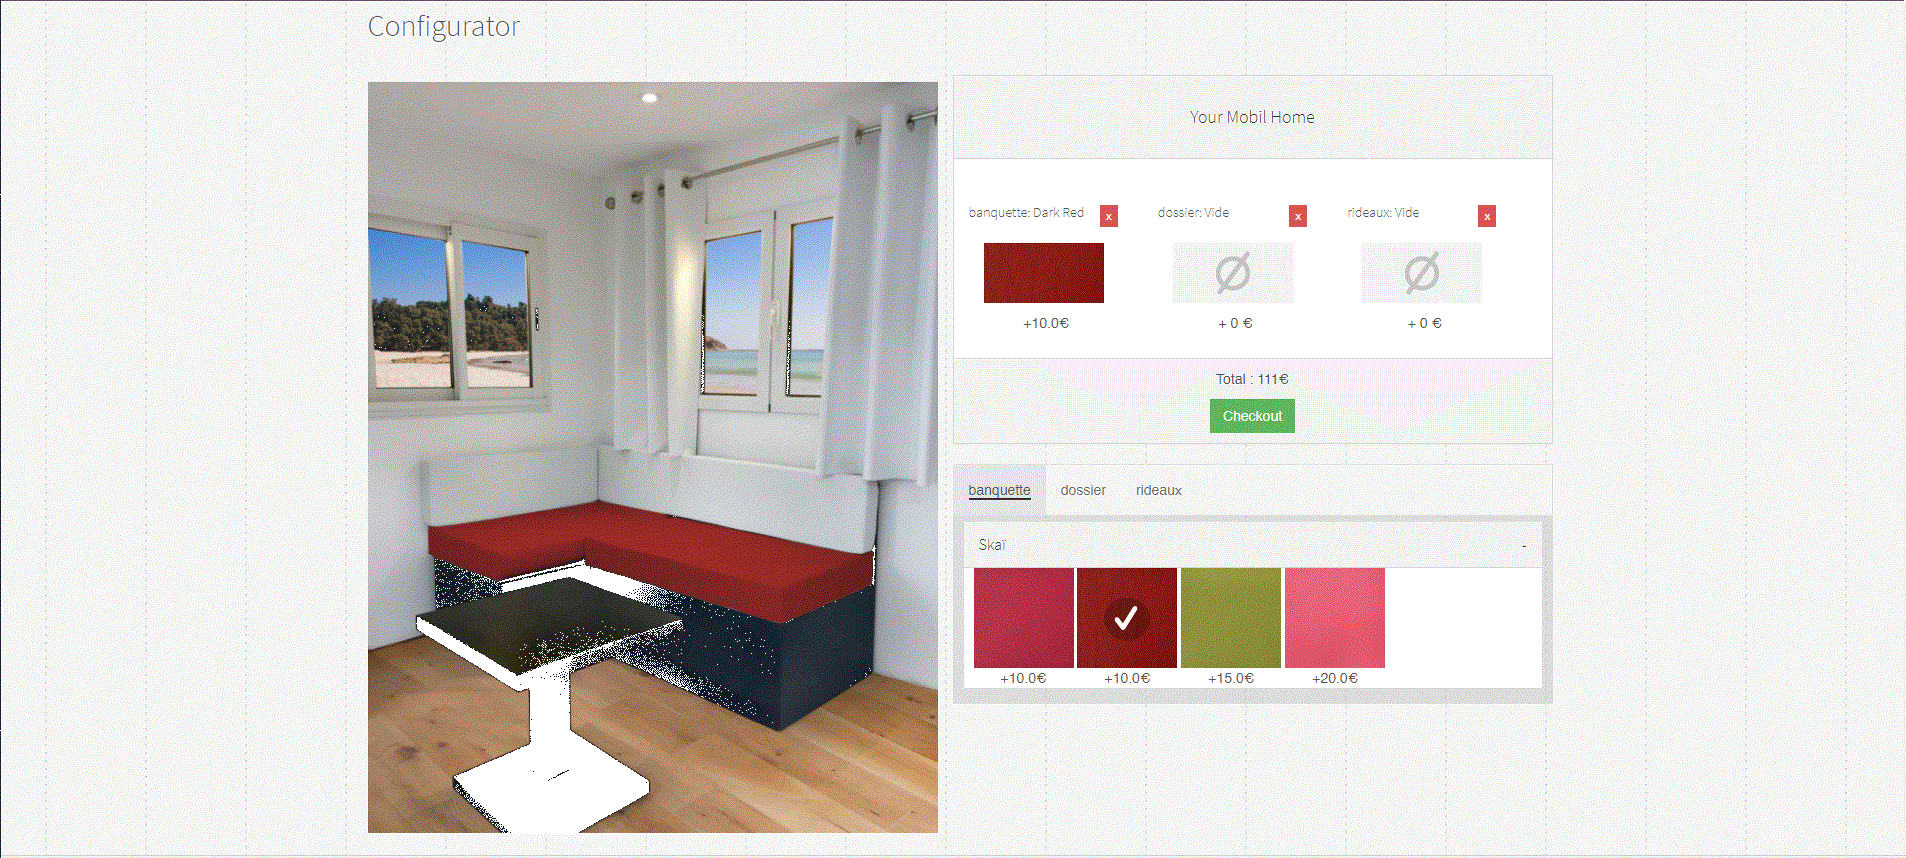 Configurator
Your Mobil Home
banquette: Dark Red
x
dossier: Vide
x
rideaux: Vide
x
+10.0€
+ 0 €
+ 0 €
Total : 111€
Checkout
banquette
dossier
rideaux
Skaï
-
+10.0€
+10.0€
+15.0€
+20.0€